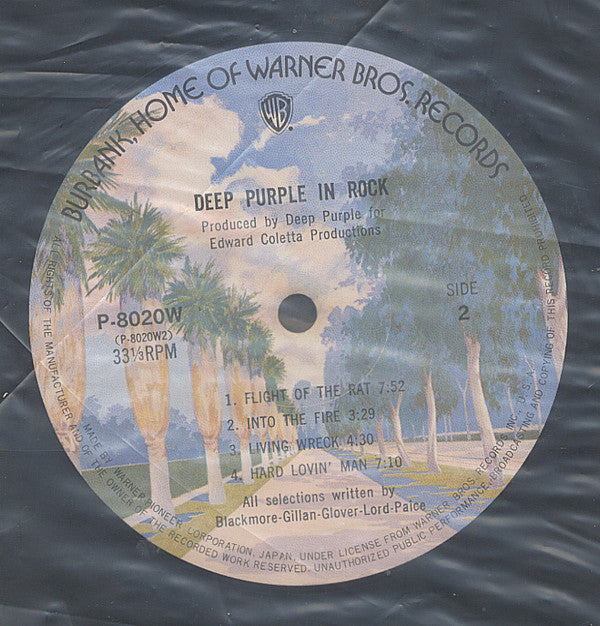 BURBANK, HOME OF WARNER BROS. RECORDS
WB
DEEP PURPLE IN ROCK
Produced by Deep Purple for
Edward Coletta Productions
P-8020W
(P-8020W2)
33⅓RPM
SIDE
2
1. FLIGHT OF THE RAT 7:52
2. INTO THE FIRE 3:29
3. LIVING WRECK 4:30
4. HARD LOVIN' MAN 7:10
All selections written by
Blackmore-Gillan-Glover-Lord-Paice
MADE BY WARNER-PIONEER CORPORATION, JAPAN, UNDER LICENSE FROM WARNER BROS RECORDS INC., U.S.A.
ALL RIGHTS OF THE MANUFACTURER AND OF THE OWNER OF THE RECORDED WORK RESERVED. UNAUTHORIZED PUBLIC PERFORMANCE, BROADCASTING AND COPYING OF THIS RECORD PROHIBITED.